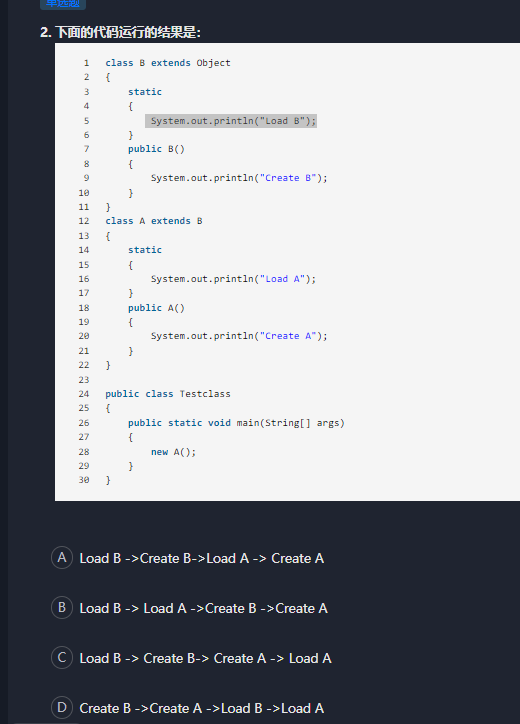 单选题
2. 下面的代码运行的结果是:
1 class B extends Object
2 {
3 static
4 {
5 System.out.println("Load B");
6 }
7 public B()
8 {
9 System.out.println("Create B");
10 }
11 }
12 class A extends B
13 {
14 static
15 {
16 System.out.println("Load A");
17 }
18 public A()
19 {
20 System.out.println("Create A");
21 }
22 }
23
24 public class Testclass
25 {
26 public static void main(String[] args)
27 {
28 new A();
29 }
30 }
A Load B ->Create B->Load A -> Create A
B Load B -> Load A ->Create B ->Create A
C Load B -> Create B-> Create A -> Load A
D Create B ->Create A ->Load B ->Load A